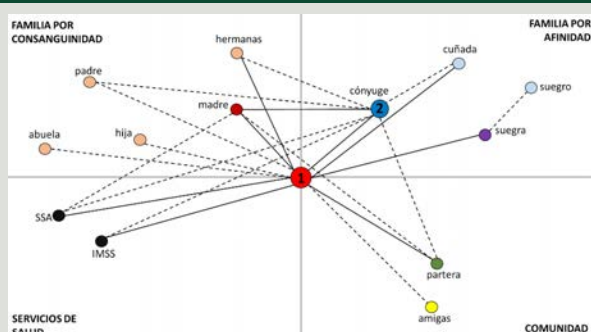 FAMILIA POR
CONSANGUINIDAD
FAMILIA POR
AFINIDAD
hermanas
cuñada
padre
cónyuge
suegro
2
madre
abuela
hija
suegra
1
SSA
IMSS
partera
amigas
SERVICIOS DE
SALUD
COMUNIDAD